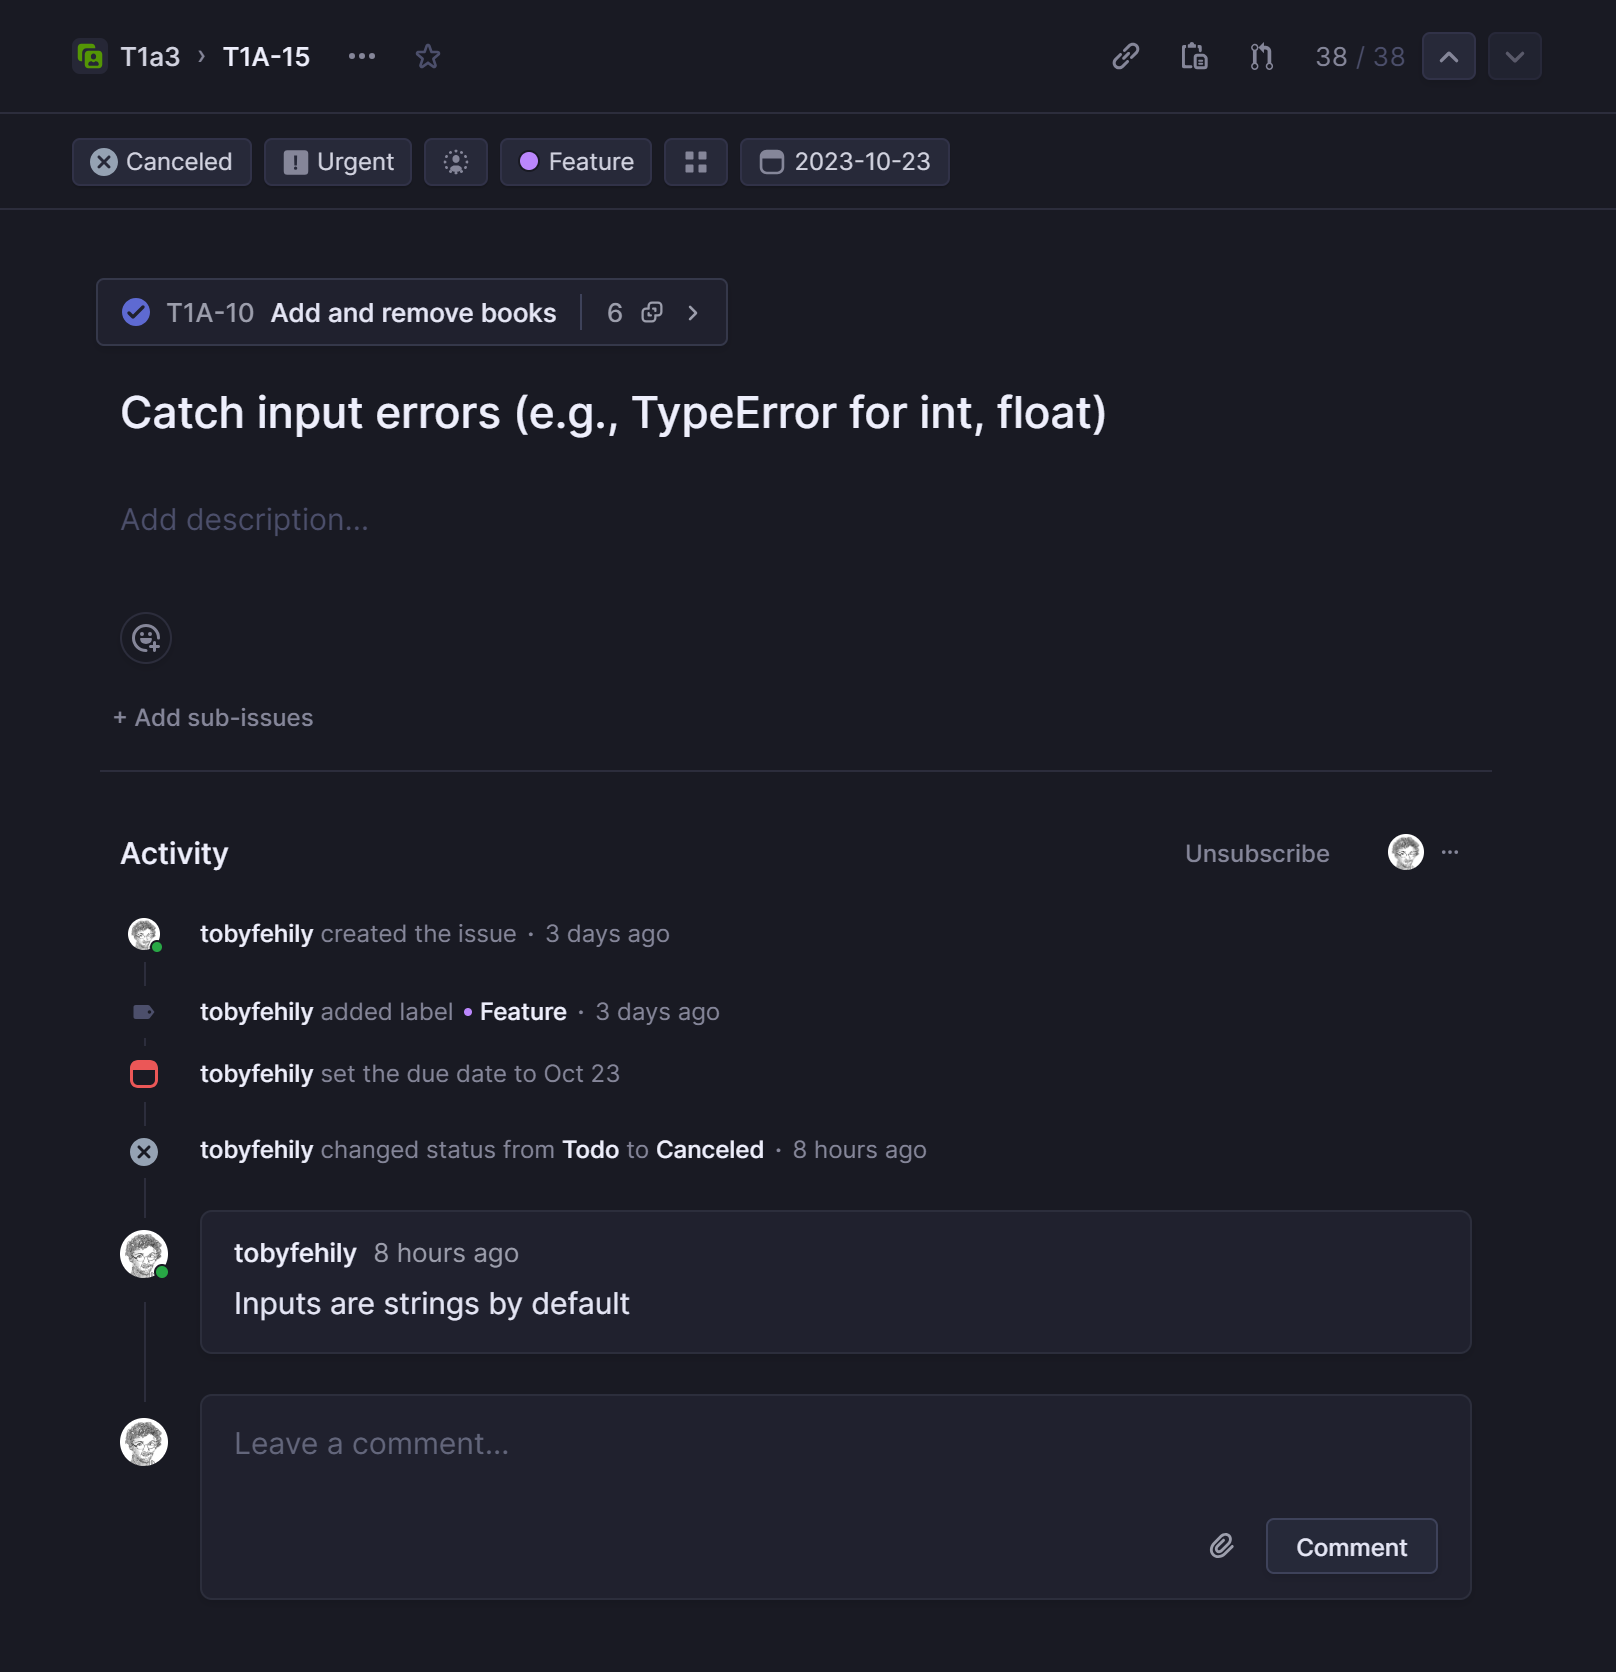 T1a3 › T1A-15 ···
38 / 38
Canceled Urgent Feature 2023-10-23
T1A-10 Add and remove books 6
Catch input errors (e.g., TypeError for int, float)
Add description...
+ Add sub-issues
Activity
Unsubscribe ···
tobyfehily created the issue · 3 days ago
tobyfehily added label • Feature · 3 days ago
tobyfehily set the due date to Oct 23
tobyfehily changed status from Todo to Canceled · 8 hours ago
tobyfehily 8 hours ago
Inputs are strings by default
Leave a comment...
Comment